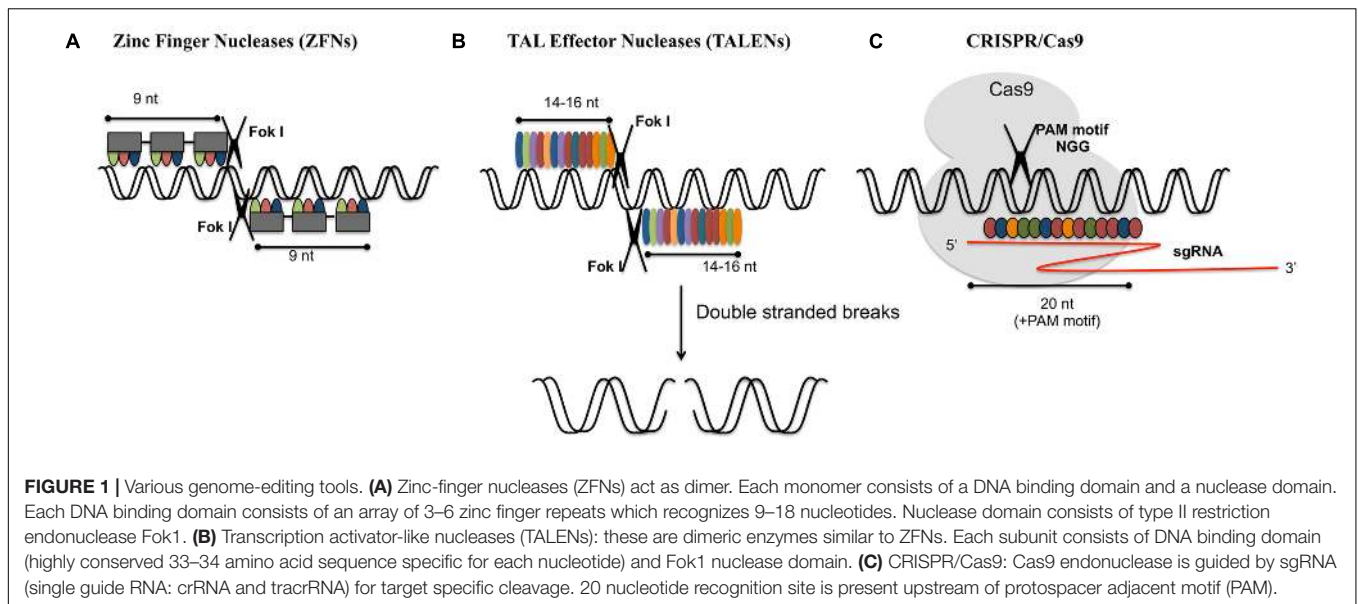 A Zinc Finger Nucleases (ZFNs)
B TAL Effector Nucleases (TALENs)
C CRISPR/Cas9
9 nt
Fok I
Fok I
9 nt
14-16 nt
Fok I
Fok I
14-16 nt
Cas9
PAM motif
NGG
5'
sgRNA
3'
20 nt
(+PAM motif)
Double stranded breaks
FIGURE 1 | Various genome-editing tools. (A) Zinc-finger nucleases (ZFNs) act as dimer. Each monomer consists of a DNA binding domain and a nuclease domain.
Each DNA binding domain consists of an array of 3–6 zinc finger repeats which recognizes 9–18 nucleotides. Nuclease domain consists of type II restriction
endonuclease Fok1. (B) Transcription activator-like nucleases (TALENs): these are dimeric enzymes similar to ZFNs. Each subunit consists of DNA binding domain
(highly conserved 33–34 amino acid sequence specific for each nucleotide) and Fok1 nuclease domain. (C) CRISPR/Cas9: Cas9 endonuclease is guided by sgRNA
(single guide RNA: crRNA and tracrRNA) for target specific cleavage. 20 nucleotide recognition site is present upstream of protospacer adjacent motif (PAM).